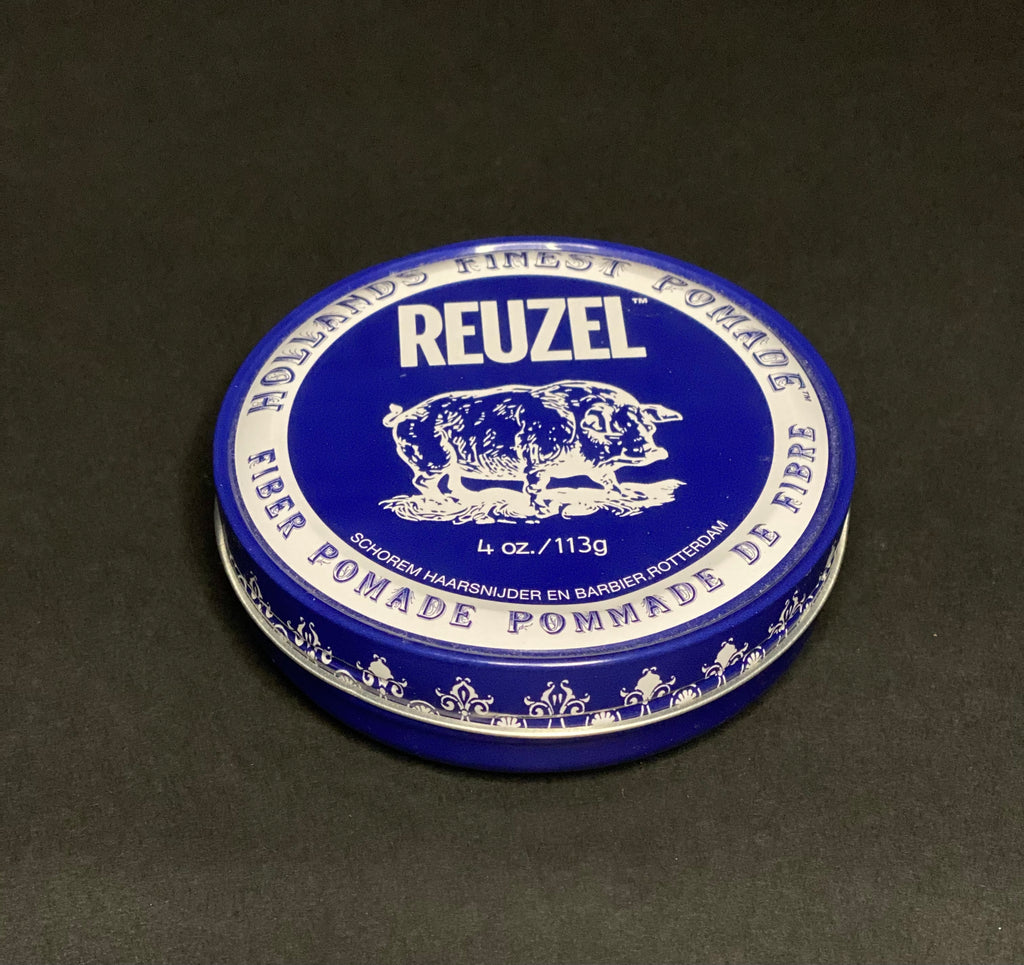 HOLLAND'S FINEST POMADE™
REUZEL™
4 oz./113g
SCHOREM HAARSNIJDER EN BARBIER.ROTTERDAM
FIBER POMADE POMMADE DE FIBRE